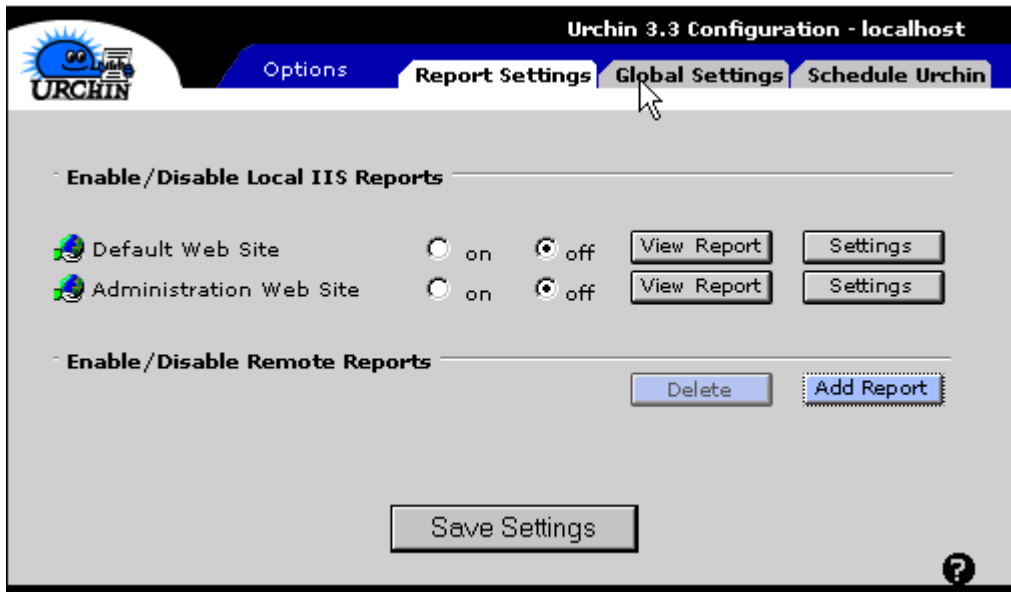 Urchin 3.3 Configuration - localhost
URCHIN
Options Report Settings Global Settings Schedule Urchin
Enable/Disable Local IIS Reports
Default Web Site on off View Report Settings
Administration Web Site on off View Report Settings
Enable/Disable Remote Reports
Delete Add Report
Save Settings
?